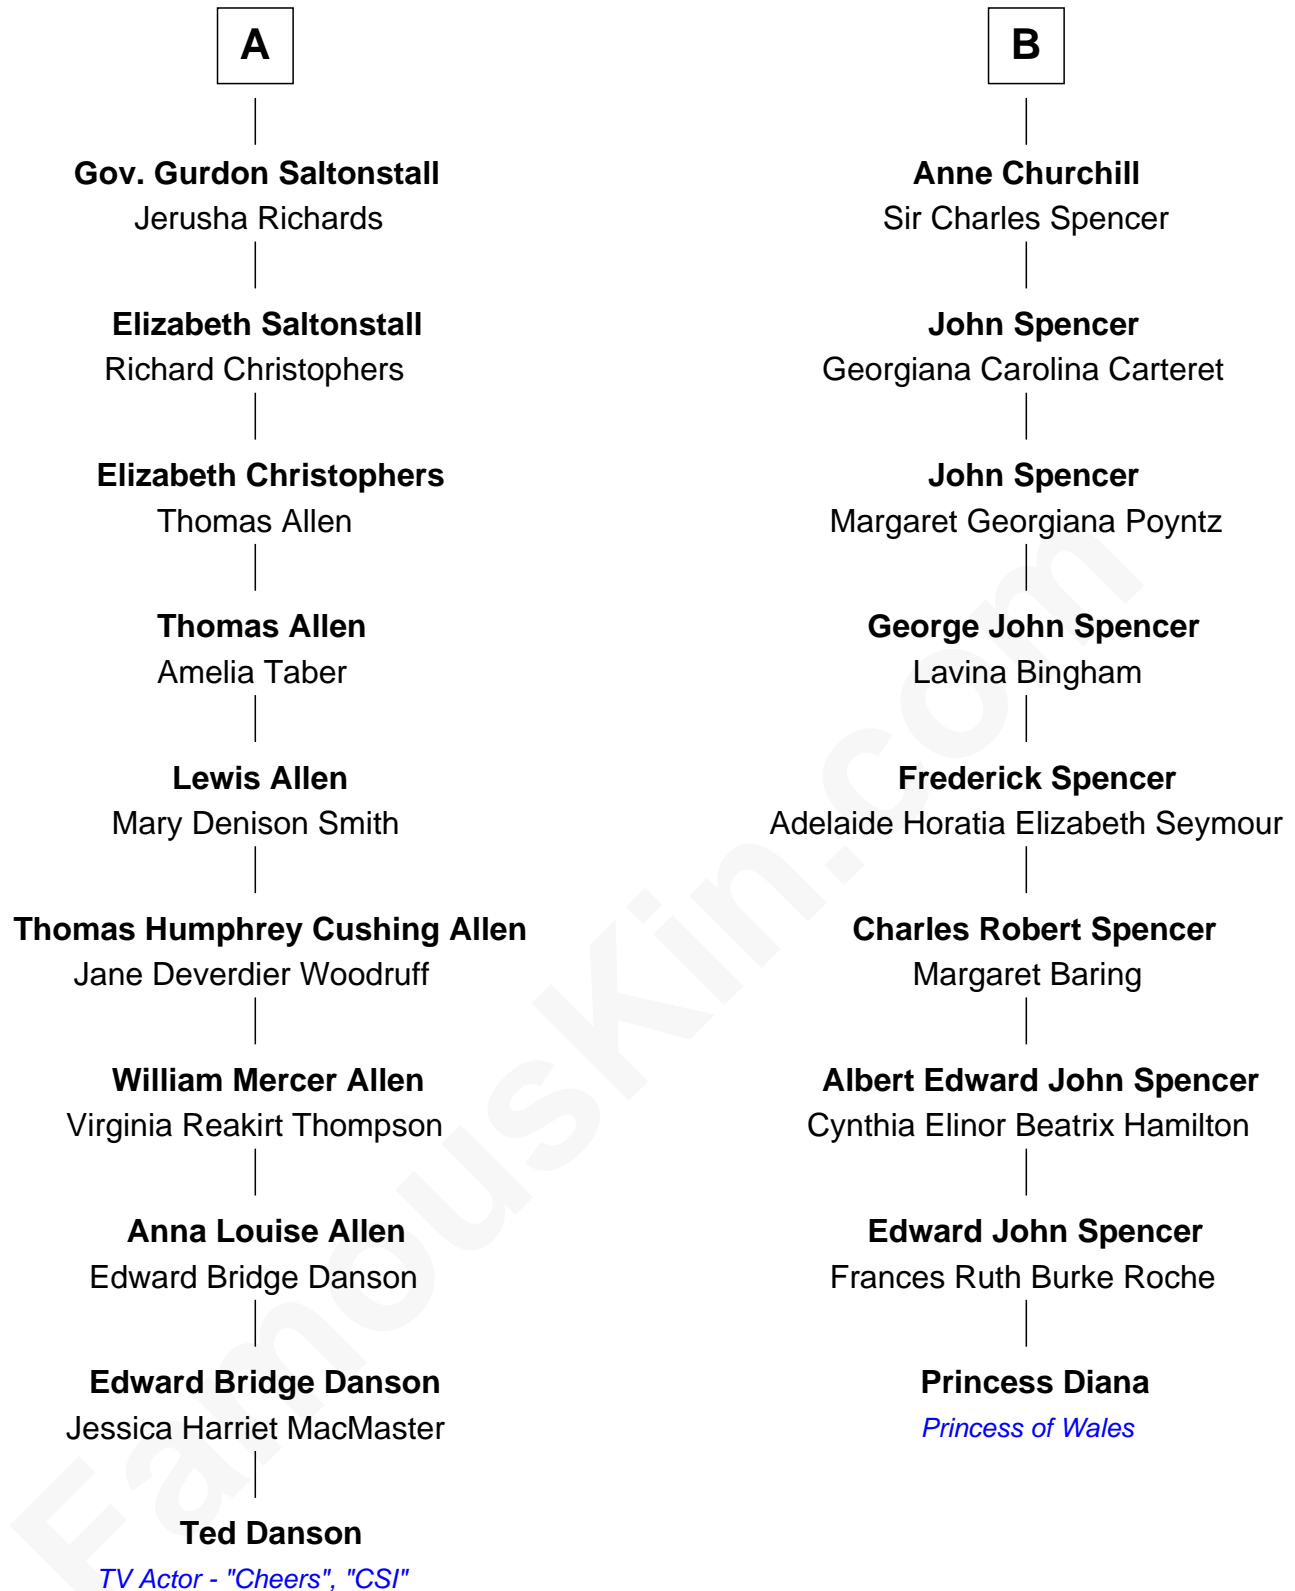 A
Gov. Gurdon Saltonstall
Jerusha Richards
Elizabeth Saltonstall
Richard Christophers
Elizabeth Christophers
Thomas Allen
Thomas Allen
Amelia Taber
Lewis Allen
Mary Denison Smith
Thomas Humphrey Cushing Allen
Jane Deverdier Woodruff
William Mercer Allen
Virginia Reakirt Thompson
Anna Louise Allen
Edward Bridge Danson
Edward Bridge Danson
Jessica Harriet MacMaster
Ted Danson
TV Actor - "Cheers", "CSI"
B
Anne Churchill
Sir Charles Spencer
John Spencer
Georgiana Carolina Carteret
John Spencer
Margaret Georgiana Poyntz
George John Spencer
Lavina Bingham
Frederick Spencer
Adelaide Horatia Elizabeth Seymour
Charles Robert Spencer
Margaret Baring
Albert Edward John Spencer
Cynthia Elinor Beatrix Hamilton
Edward John Spencer
Frances Ruth Burke Roche
Princess Diana
Princess of Wales
FamousKin.com